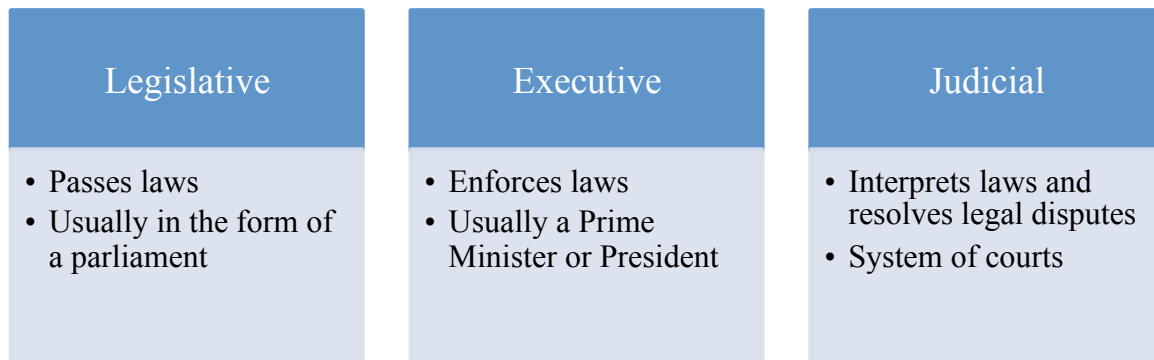 Legislative
• Passes laws
• Usually in the form of
a parliament
Executive
• Enforces laws
• Usually a Prime
Minister or President
Judicial
• Interprets laws and
resolves legal disputes
• System of courts